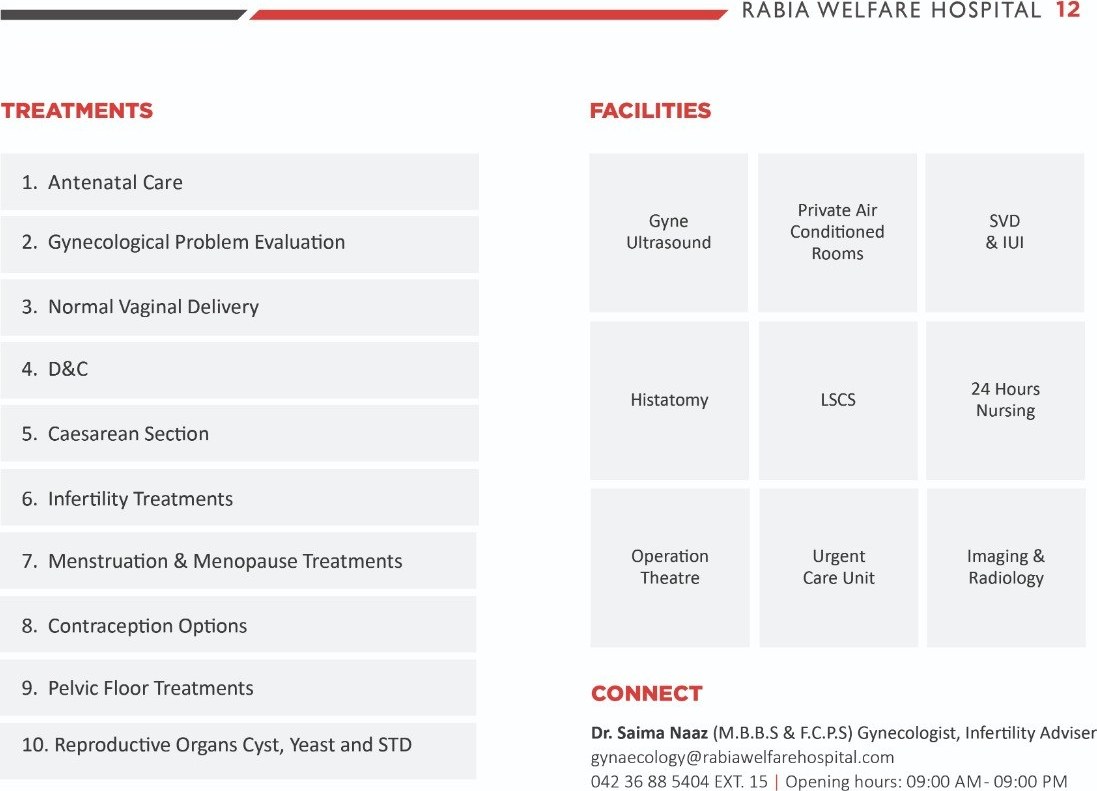 RABIA WELFARE HOSPITAL 12
TREATMENTS
1. Antenatal Care
2. Gynecological Problem Evaluation
3. Normal Vaginal Delivery
4. D&C
5. Caesarean Section
6. Infertility Treatments
7. Menstruation & Menopause Treatments
8. Contraception Options
9. Pelvic Floor Treatments
10. Reproductive Organs Cyst, Yeast and STD
FACILITIES
Gyne
Ultrasound
Private Air
Conditioned
Rooms
SVD
& IUI
Histatomy
LSCS
24 Hours
Nursing
Operation
Theatre
Urgent
Care Unit
Imaging &
Radiology
CONNECT
Dr. Saima Naaz (M.B.B.S & F.C.P.S) Gynecologist, Infertility Adviser
gynaecology@rabiawelfarehospital.com
042 36 88 5404 EXT. 15 | Opening hours: 09:00 AM - 09:00 PM